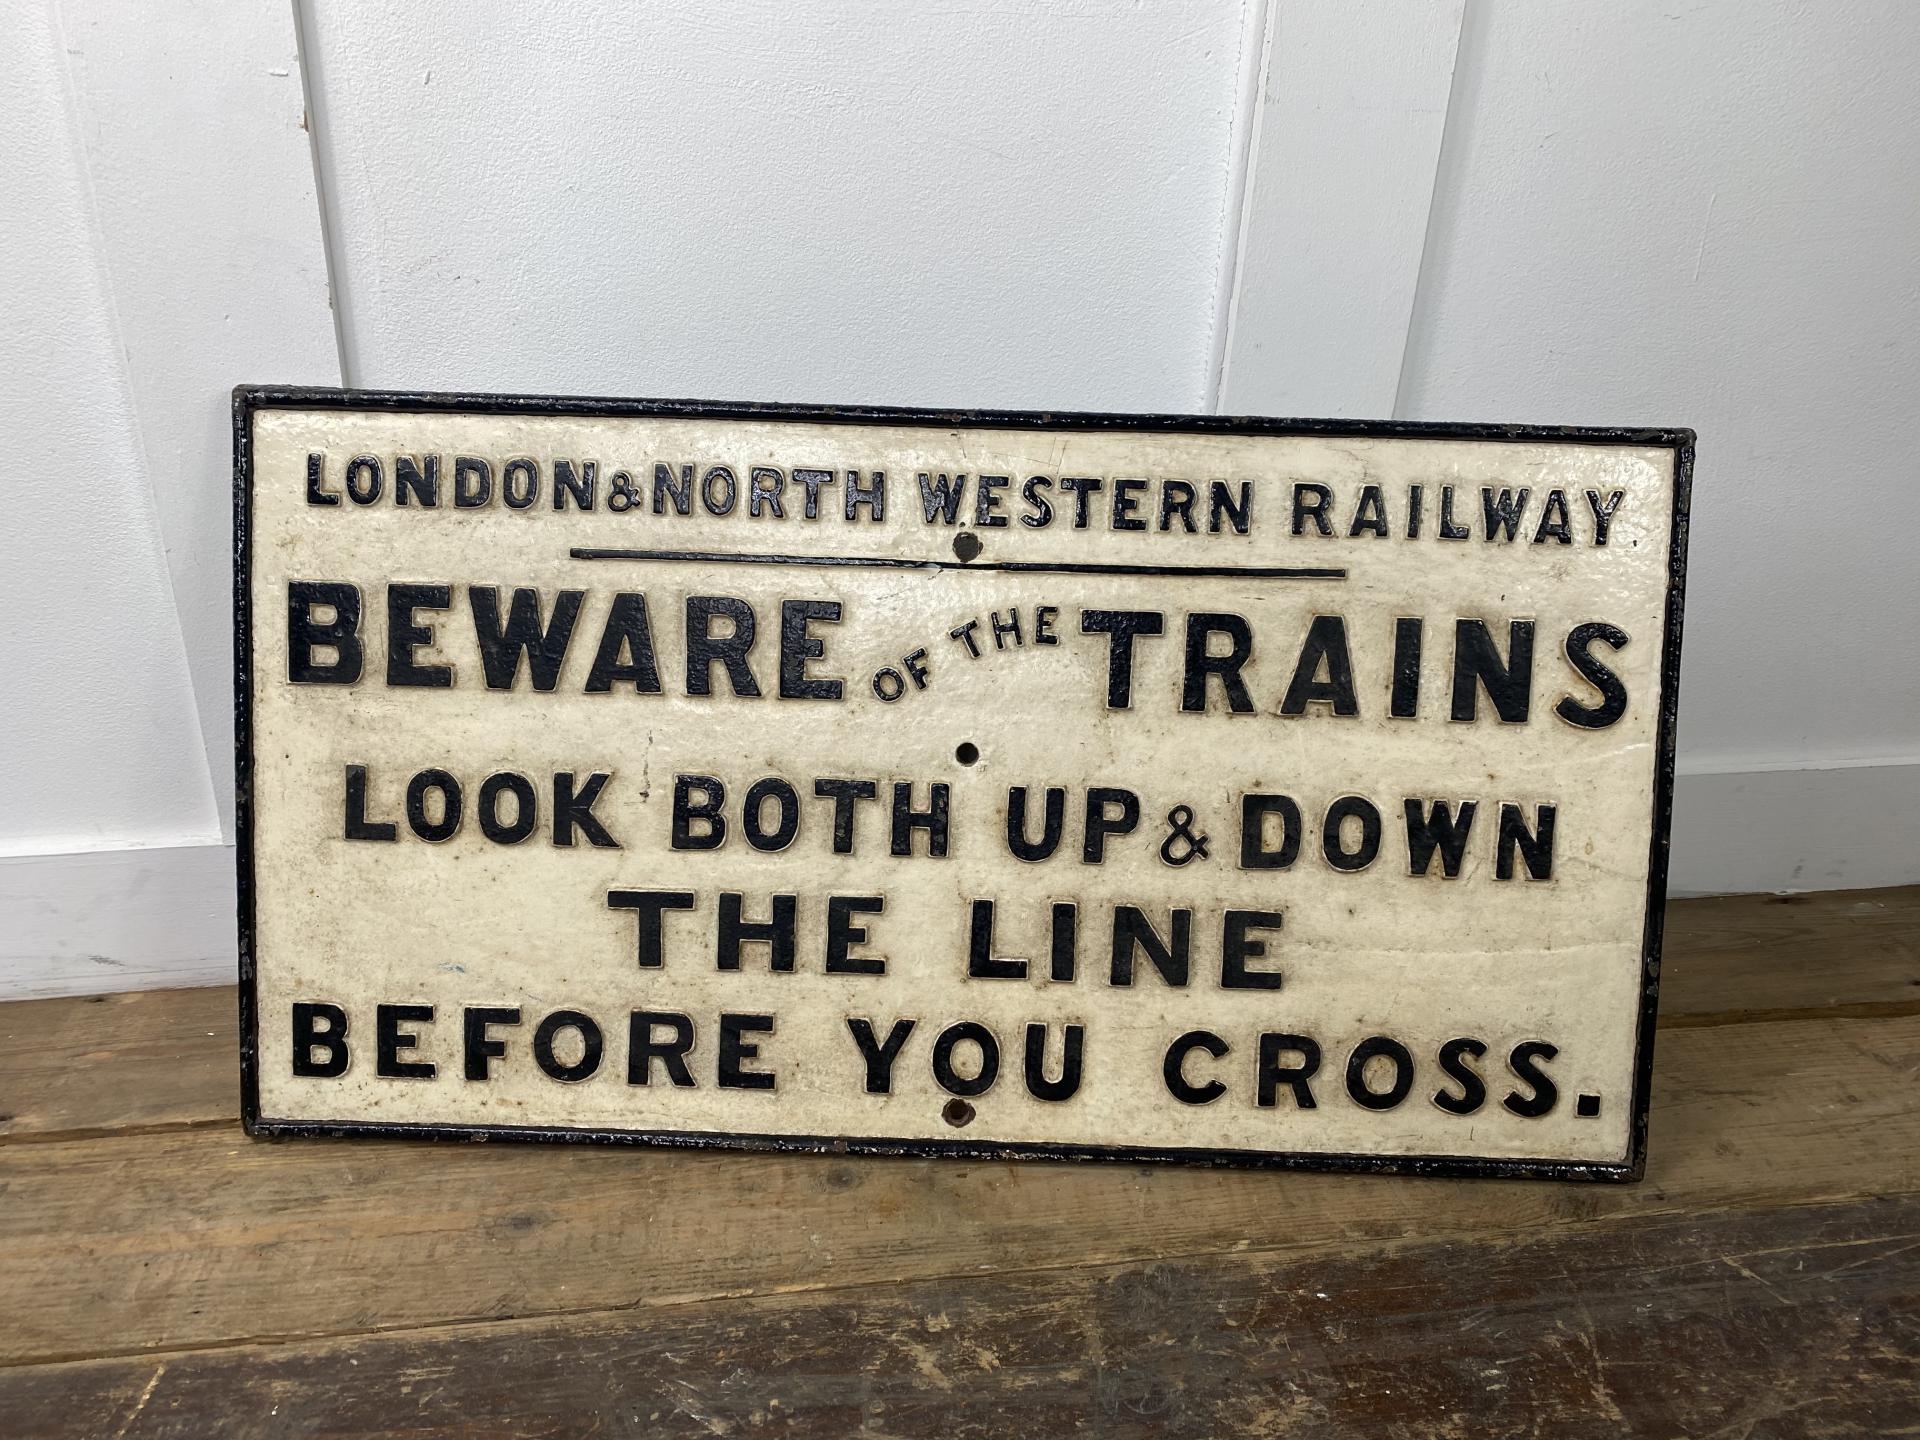 LONDON & NORTH WESTERN RAILWAY
BEWARE OF THE TRAINS
LOOK BOTH UP & DOWN
THE LINE
BEFORE YOU CROSS.